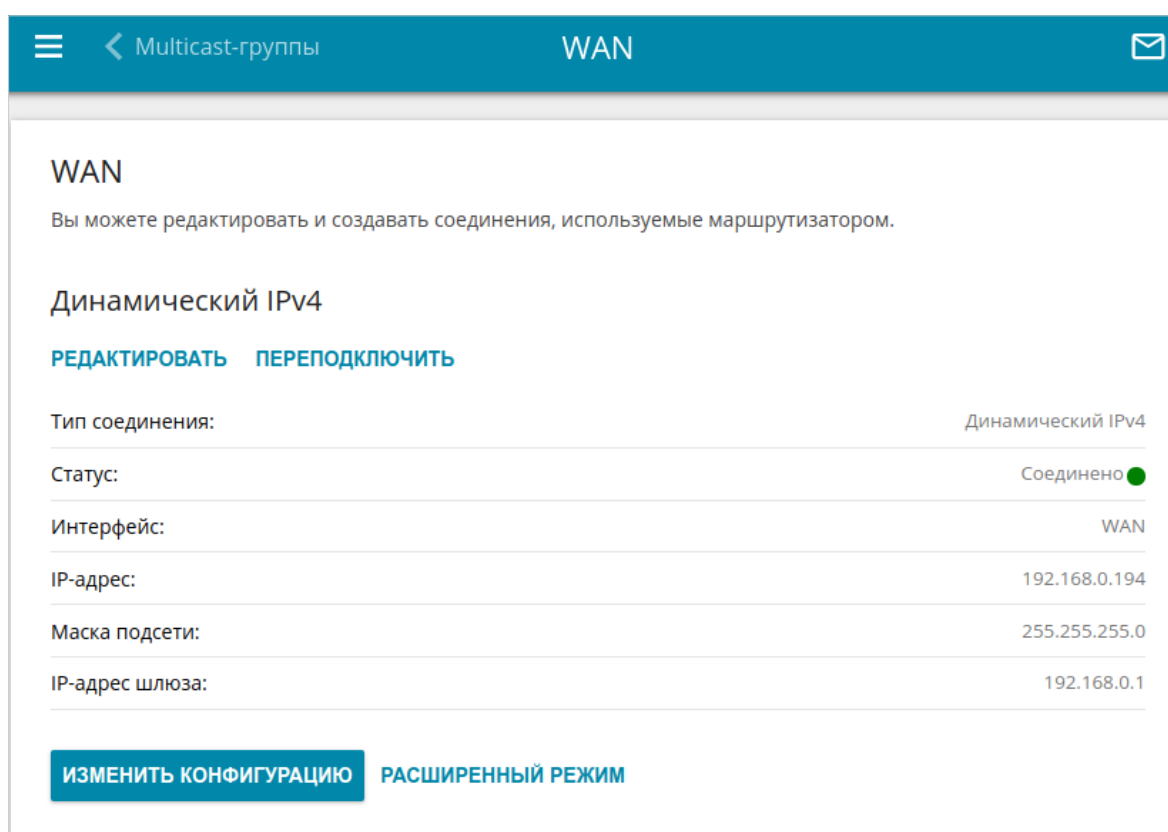 Multicast-группы WAN
WAN
Вы можете редактировать и создавать соединения, используемые маршрутизатором.
Динамический IPv4
РЕДАКТИРОВАТЬ ПЕРЕПОДКЛЮЧИТЬ
Тип соединения: Динамический IPv4
Статус: Соединено
Интерфейс: WAN
IP-адрес: 192.168.0.194
Маска подсети: 255.255.255.0
IP-адрес шлюза: 192.168.0.1
ИЗМЕНИТЬ КОНФИГУРАЦИЮ РАСШИРЕННЫЙ РЕЖИМ